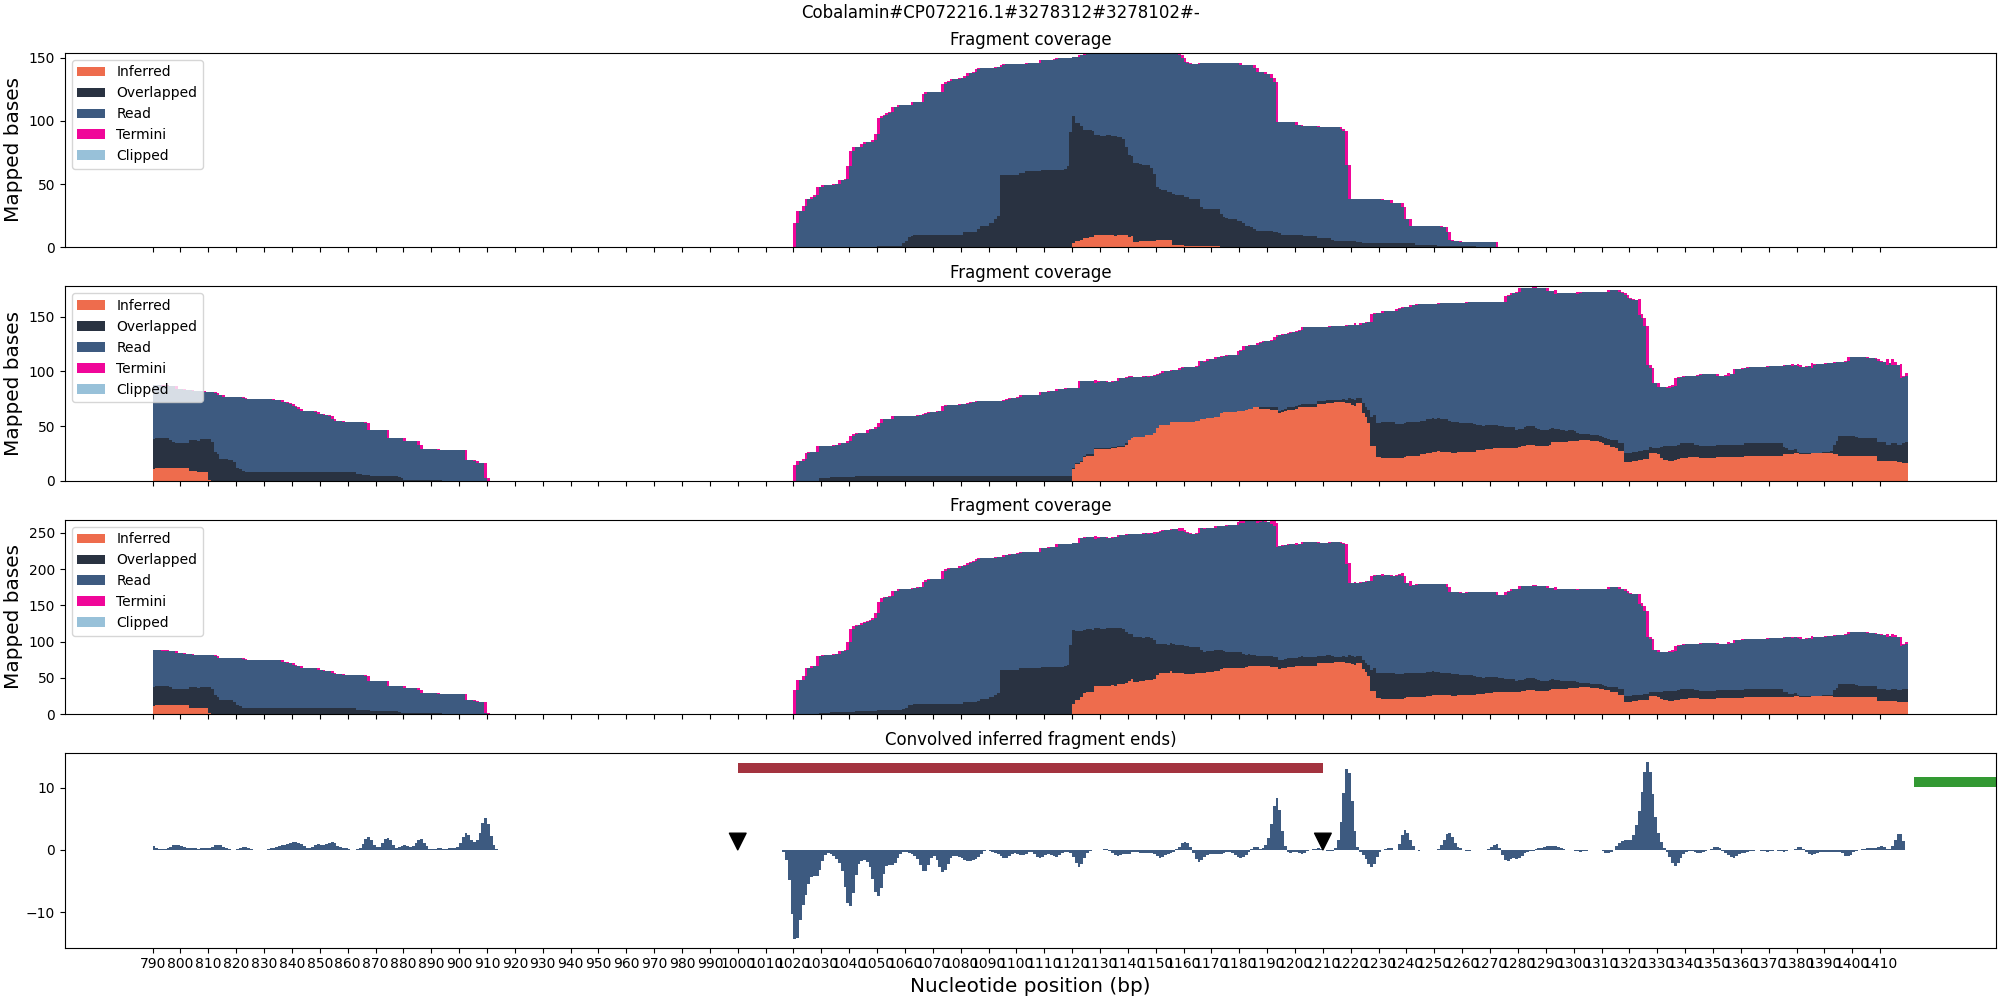 Cobalamin#CP072216.1#3278312#3278102#-
Fragment coverage
Mapped bases
150
100
50
0
Inferred
Overlapped
Read
Termini
Clipped
Fragment coverage
Mapped bases
150
100
50
0
Inferred
Overlapped
Read
Termini
Clipped
Fragment coverage
Mapped bases
250
200
150
100
50
0
Inferred
Overlapped
Read
Termini
Clipped
Convolved inferred fragment ends)
10
0
−10
790 800 810 820 830 840 850 860 870 880 890 900 910 920 930 940 950 960 970 980 990 1000 1010 1020 1030 1040 1050 1060 1070 1080 1090 1100 1110 1120 1130 1140 1150 1160 1170 1180 1190 1200 1210 1220 1230 1240 1250 1260 1270 1280 1290 1300 1310 1320 1330 1340 1350 1360 1370 1380 1390 1400 1410
Nucleotide position (bp)